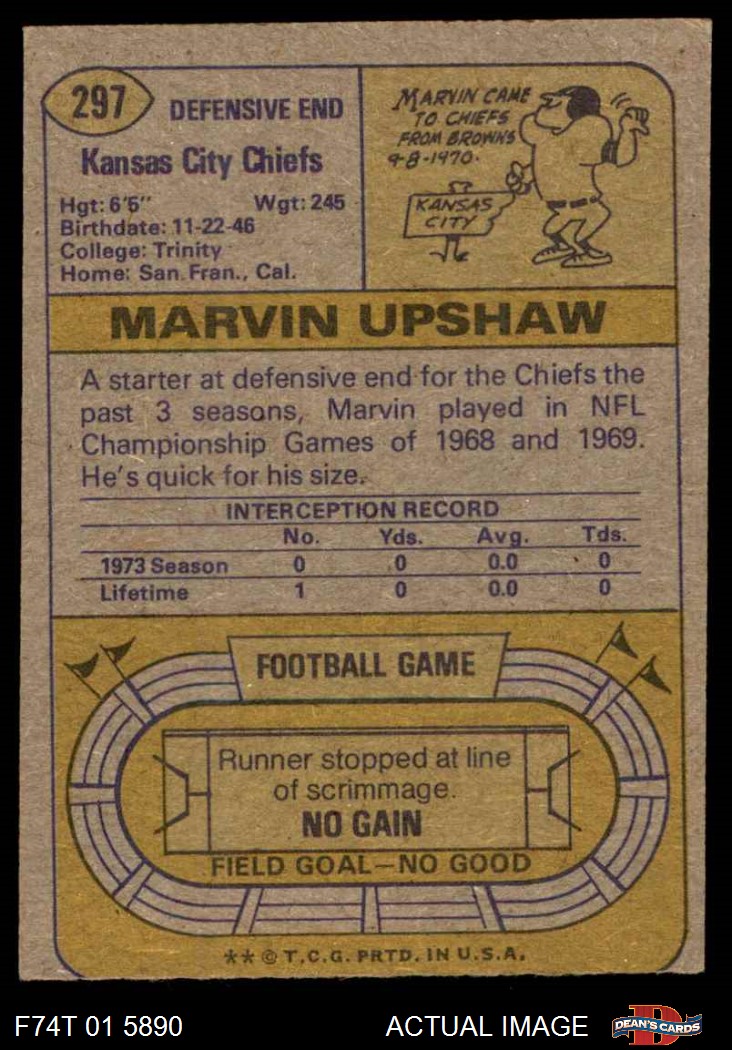 297
DEFENSIVE END
Kansas City Chiefs
Hgt: 6'5" Wgt: 245
Birthdate: 11-22-46
College: Trinity
Home: San Fran., Cal.
MARVIN CAME
TO CHIEFS
FROM BROWNS
9-8-1970.
KANSAS
CITY
MARVIN UPSHAW
A starter at defensive end for the Chiefs the
past 3 seasons, Marvin played in NFL
Championship Games of 1968 and 1969.
He's quick for his size.
INTERCEPTION RECORD
No. Yds. Avg. Tds.
1973 Season 0 0 0.0 0
Lifetime 1 0 0.0 0
FOOTBALL GAME
Runner stopped at line
of scrimmage.
NO GAIN
FIELD GOAL—NO GOOD
** © T.C.G. PRTD. IN U.S.A.
F74T 01 5890 ACTUAL IMAGE
D
DEAN'S CARDS